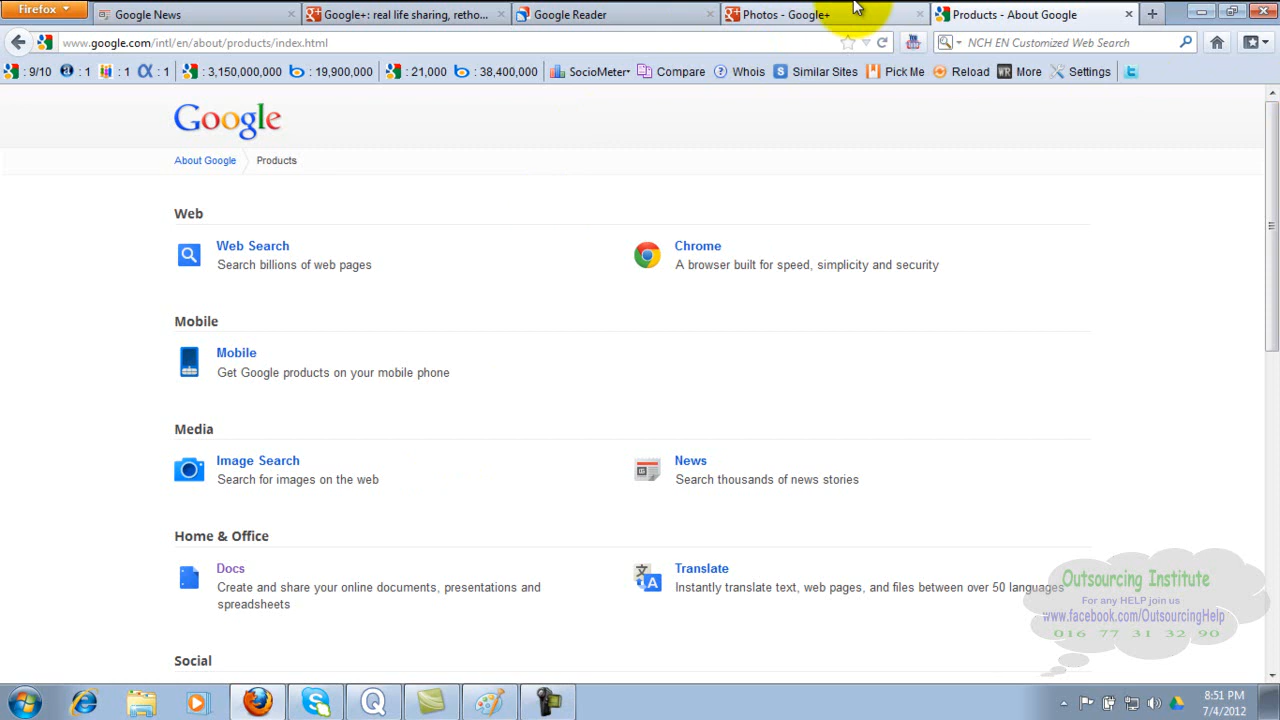 Firefox
Google News
Google+: real life sharing, retho...
Google Reader
Photos - Google+
Products - About Google
www.google.com/intl/en/about/products/index.html
NCH EN Customized Web Search
: 9/10
: 1
: 1
: 1
: 3,150,000,000
: 19,900,000
: 21,000
: 38,400,000
SocioMeter
Compare
Whois
Similar Sites
Pick Me
Reload
More
Settings
Google
About Google
Products
Web
Web Search
Search billions of web pages
Chrome
A browser built for speed, simplicity and security
Mobile
Mobile
Get Google products on your mobile phone
Media
Image Search
Search for images on the web
News
Search thousands of news stories
Home & Office
Docs
Create and share your online documents, presentations and
spreadsheets
Translate
Instantly translate text, web pages, and files between over 50 languages
Social
Outsourcing Institute
For any HELP join us
www.facebook.com/OutsourcingHelp
016 77 31 32 90
8:51 PM
7/4/2012